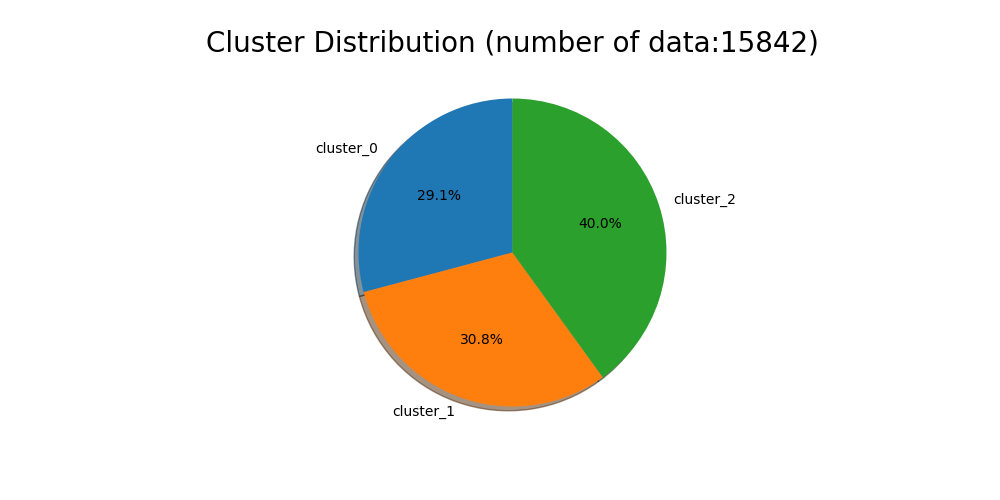 Cluster Distribution (number of data:15842)
cluster_0
29.1%
cluster_2
40.0%
30.8%
cluster_1